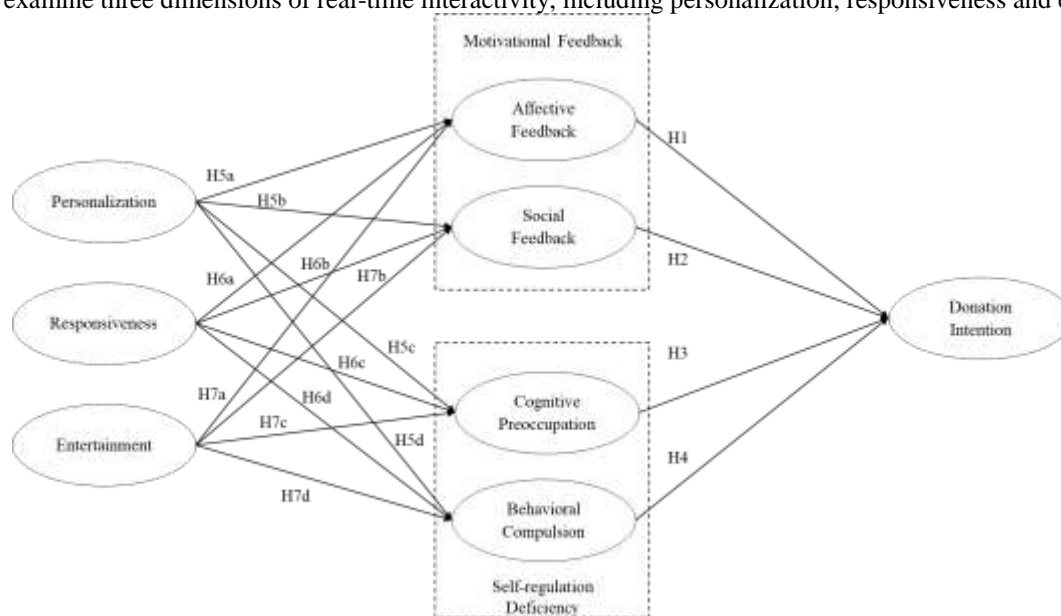 examine three dimensions of real-time interactivity, including personalization, responsiveness and
Motivational Feedback
Affective
Feedback
H1
H5a
Personalization
H5b
Social
Feedback
H6b
H7b
H2
H6a
Responsiveness
Donation
Intention
H5c
H6c
H3
H7a
H6d
Cognitive
Preoccupation
H7c
H5d
Entertainment
H4
H7d
Behavioral
Compulsion
Self-regulation
Deficiency